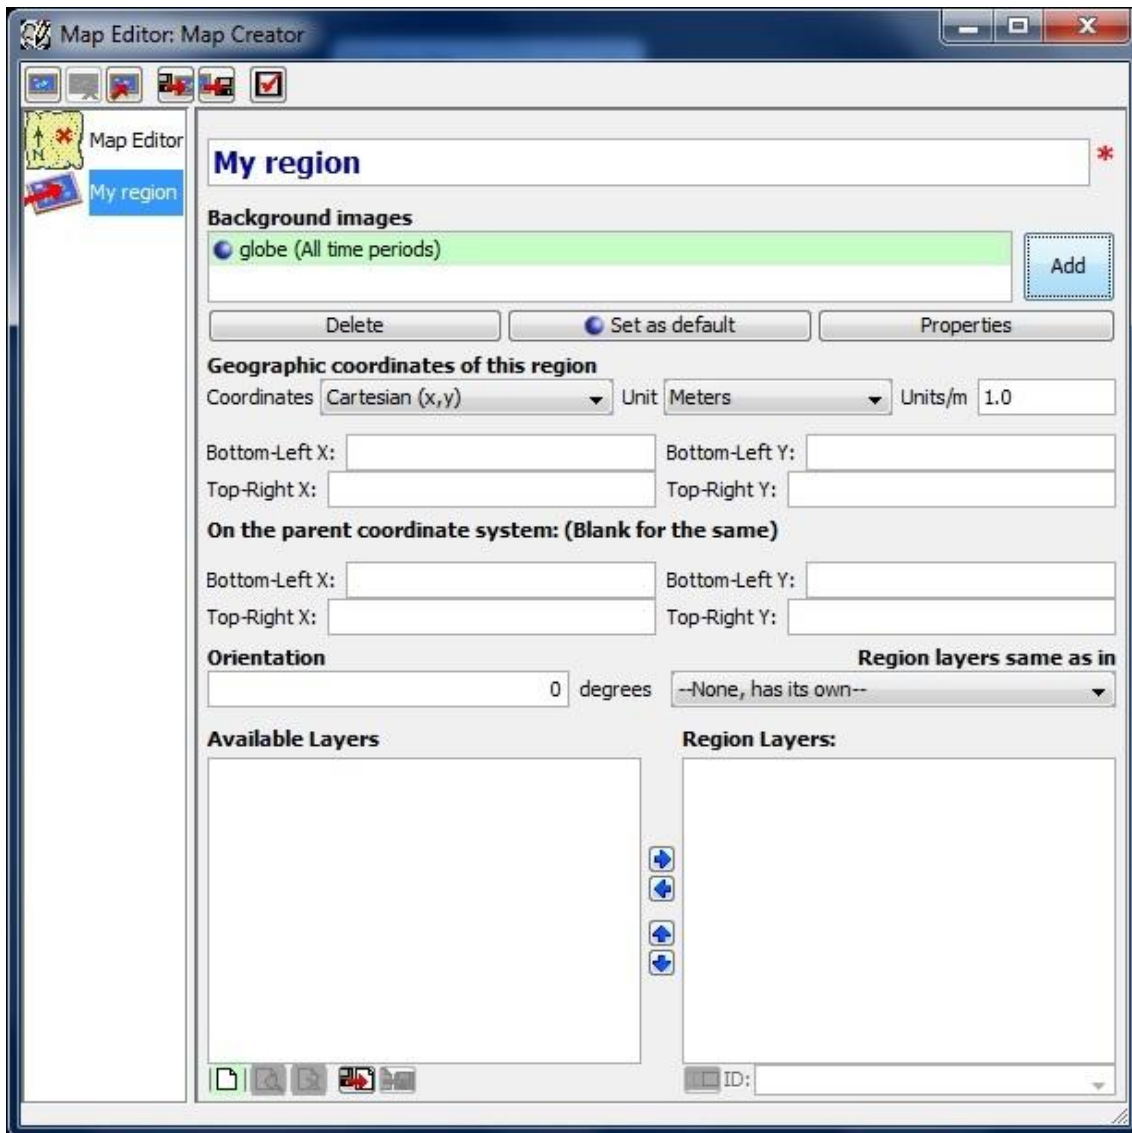 Map Editor: Map Creator
Map Editor
My region
My region *
Background images
globe (All time periods)
Add
Delete Set as default Properties
Geographic coordinates of this region
Coordinates Cartesian (x,y) Unit Meters Units/m 1.0
Bottom-Left X: Bottom-Left Y:
Top-Right X: Top-Right Y:
On the parent coordinate system: (Blank for the same)
Bottom-Left X: Bottom-Left Y:
Top-Right X: Top-Right Y:
Orientation Region layers same as in
0 degrees --None, has its own--
Available Layers Region Layers:
ID: